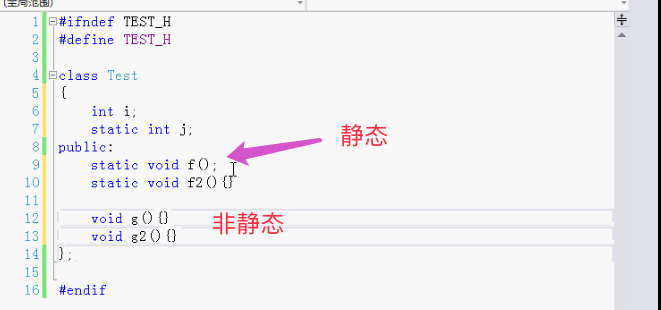 (全局范围)
1 #ifndef TEST_H
2 #define TEST_H
3
4 class Test
5 {
6 int i;
7 static int j;
静态
8 public:
9 static void f();
10 static void f2(){}
11
12 void g(){}
非静态
13 void g2(){}
14 };
15
16 #endif